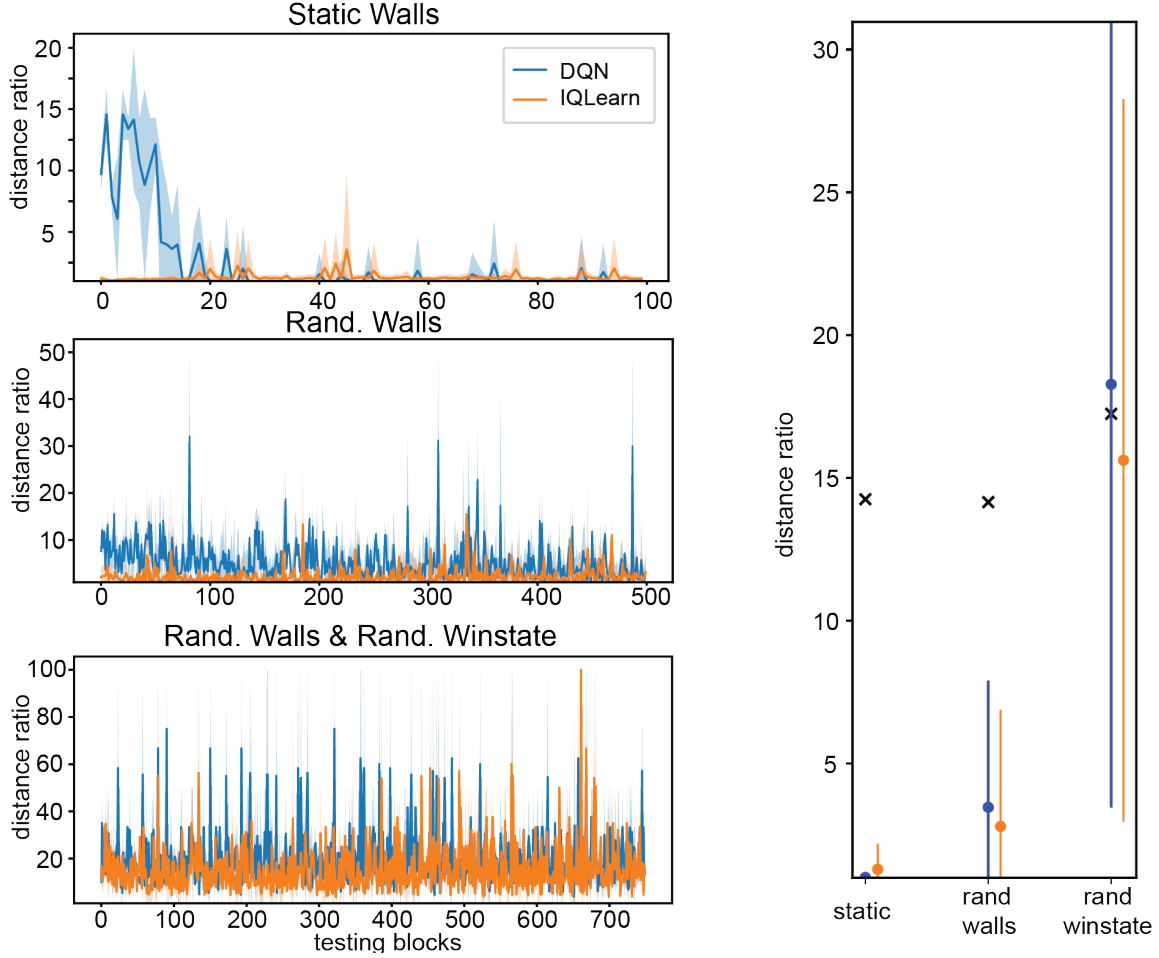 Static Walls
distance ratio
20
15
10
5
DQN
IQLearn
0 20 40 60 80 100
Rand. Walls
distance ratio
50
40
30
20
10
0 100 200 300 400 500
Rand. Walls & Rand. Winstate
distance ratio
100
80
60
40
20
0 100 200 300 400 500 600 700
testing blocks
distance ratio
30
25
20
15
10
5
static
rand
walls
rand
winstate